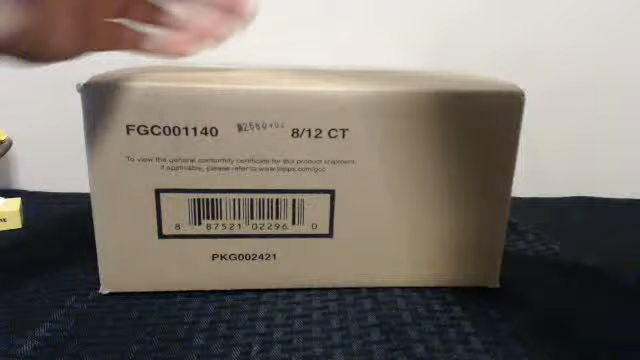 FGC001140 8/12 CT
To view the general conformity certificate for this product shipment,
if applicable, please refer to www.topps.com/gcc
8 87521 02296 0
PKG002421